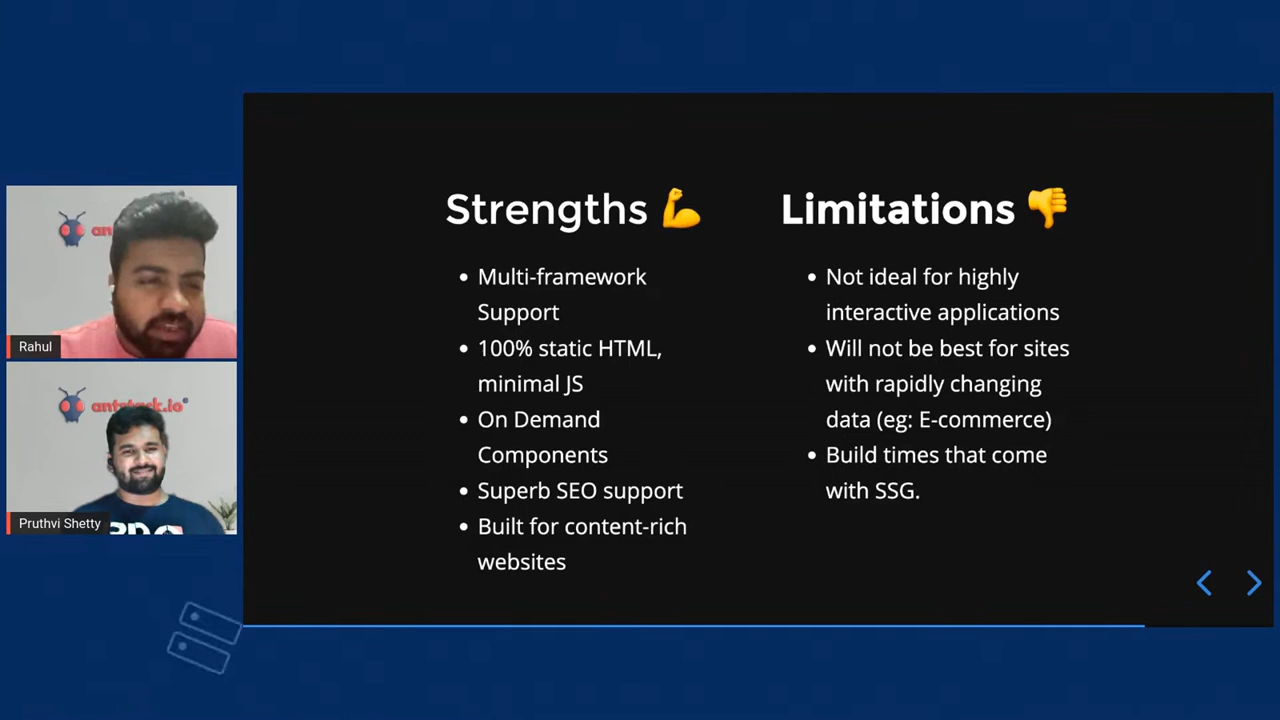 Strengths 💪
Multi-framework
Support
100% static HTML,
minimal JS
On Demand
Components
Superb SEO support
Built for content-rich
websites
Limitations 👎
Not ideal for highly
interactive applications
Will not be best for sites
with rapidly changing
data (eg: E-commerce)
Build times that come
with SSG.
an
Rahul
antstack.io
Pruthvi Shetty